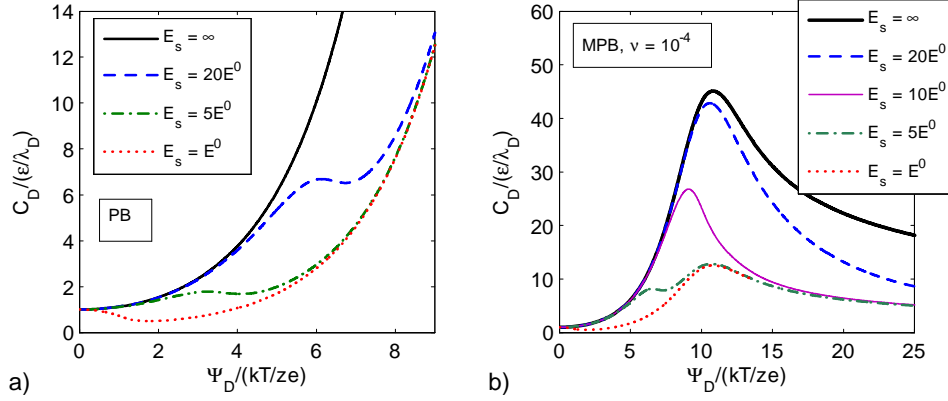 14
12
10
8
6
4
2
0
C_D/(ε/λ_D)
E_s = ∞
E_s = 20E^0
E_s = 5E^0
E_s = E^0
PB
0 2 4 6 8
Ψ_D/(kT/ze)
a)
60
50
40
30
20
10
0
C_D/(ε/λ_D)
MPB, ν = 10^-4
E_s = ∞
E_s = 20E^0
E_s = 10E^0
E_s = 5E^0
E_s = E^0
0 5 10 15 20 25
Ψ_D/(kT/ze)
b)